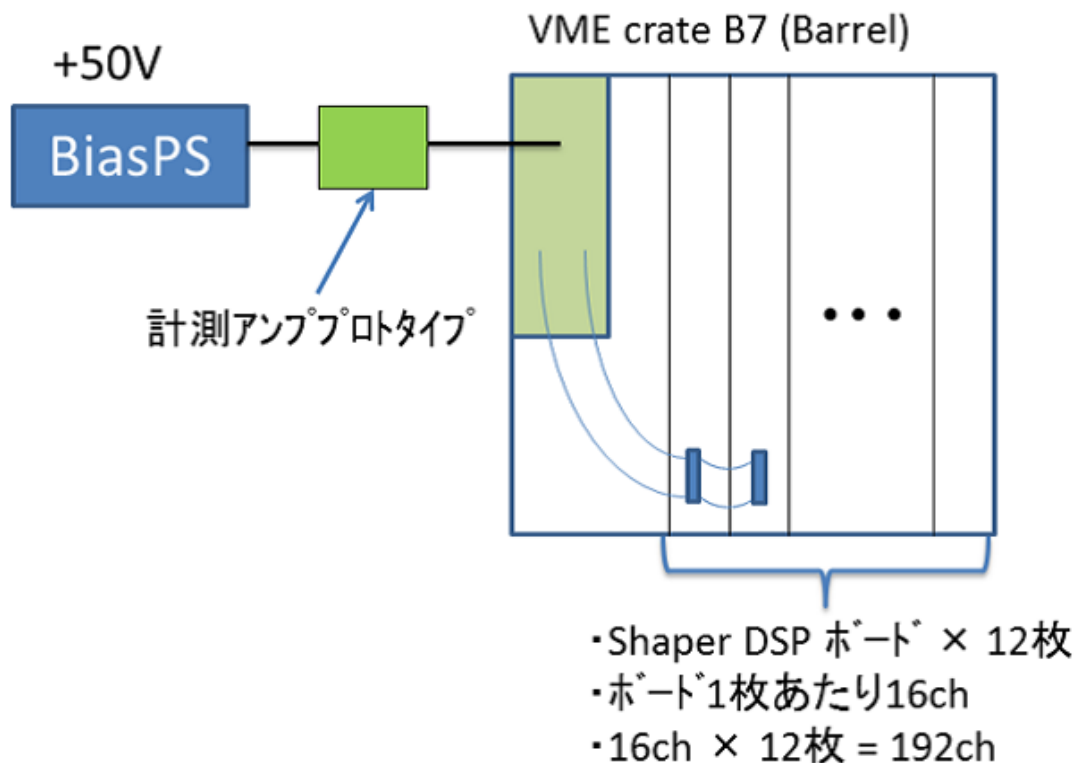 VME crate B7 (Barrel)
+50V
BiasPS
計測ｱﾝﾌﾟﾌﾟﾛﾄﾀｲﾌﾟ
・・・
・Shaper DSP ﾎﾞｰﾄﾞ × 12枚
・ﾎﾞｰﾄﾞ1枚あたり16ch
・16ch × 12枚 = 192ch